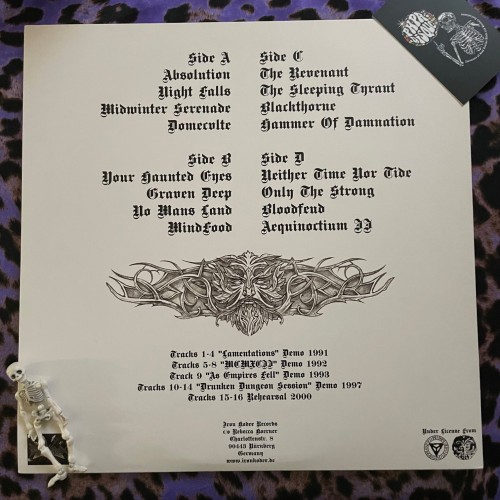 Side A
Absolution
Night Falls
Midwinter Serenade
Domecvlte
Side B
Your Haunted Eyes
Graven Deep
No Mans Land
MindFood
Side C
The Revenant
The Sleeping Tyrant
Blackthorne
Hammer Of Damnation
Side D
Neither Time Nor Tide
Only The Strong
Bloodfeud
Aequinoctium II
Tracks 1-4 "Lamentations" Demo 1991
Tracks 5-8 "MCMXCII" Demo 1992
Track 9 "As Empires Fell" Demo 1993
Tracks 10-14 "Drunken Dungeon Session" Demo 1997
Tracks 15-16 Rehearsal 2000
Iron Bonehead Records
c/o Rebecca Koerner
Charlottenstr. 8
90443 Nürnberg
Germany
Under License From